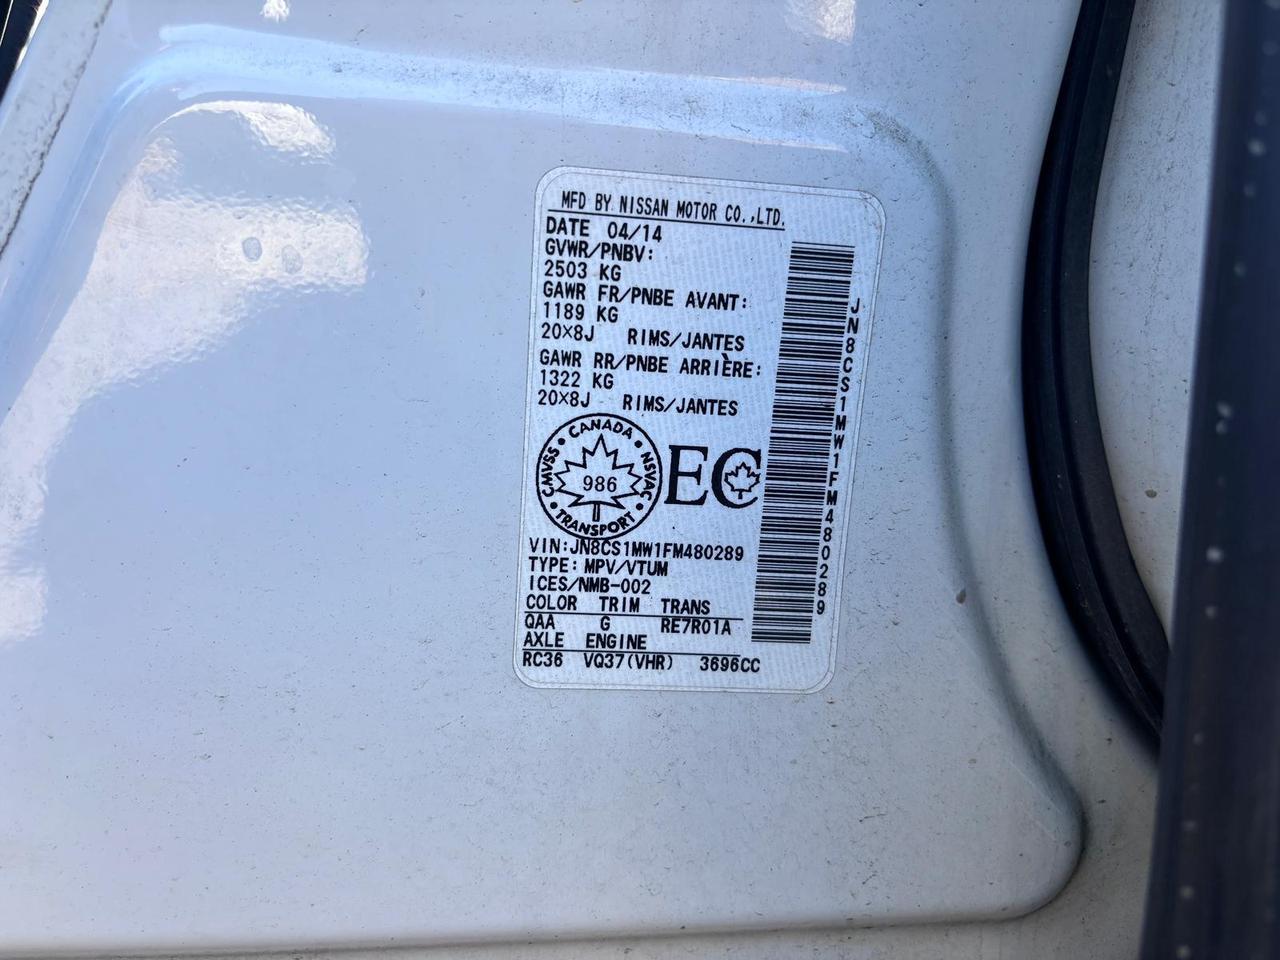 MFD BY NISSAN MOTOR CO.,LTD.
DATE 04/14
GVWR/PNBV:
2503 KG
GAWR FR/PNBE AVANT:
1189 KG
20×8J RIMS/JANTES
GAWR RR/PNBE ARRIÈRE:
1322 KG
20×8J RIMS/JANTES
CANADA
CMVSS NSVAC
986
TRANSPORT
EC
VIN:JN8CS1MW1FM480289
TYPE:MPV/VTUM
ICES/NMB-002
COLOR TRIM TRANS
QAA G RE7R01A
AXLE ENGINE
RC36 VQ37(VHR) 3696CC
JN8CS1MW1FM480289